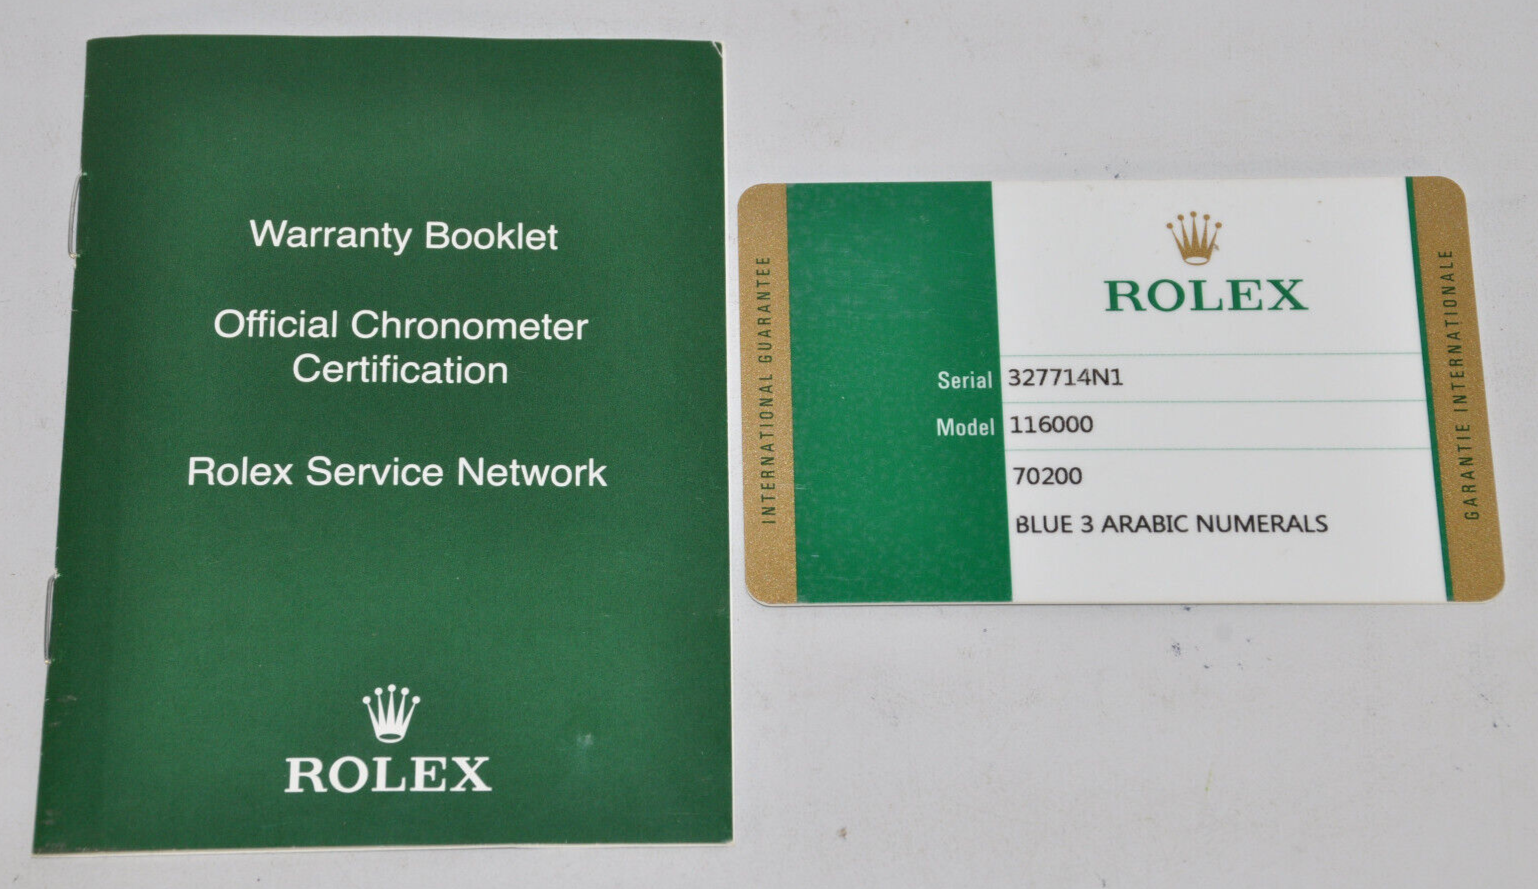 Warranty Booklet
Official Chronometer
Certification
Rolex Service Network
ROLEX
INTERNATIONAL GUARANTEE
ROLEX
Serial 327714N1
Model 116000
70200
BLUE 3 ARABIC NUMERALS
GARANTIE INTERNATIONALE